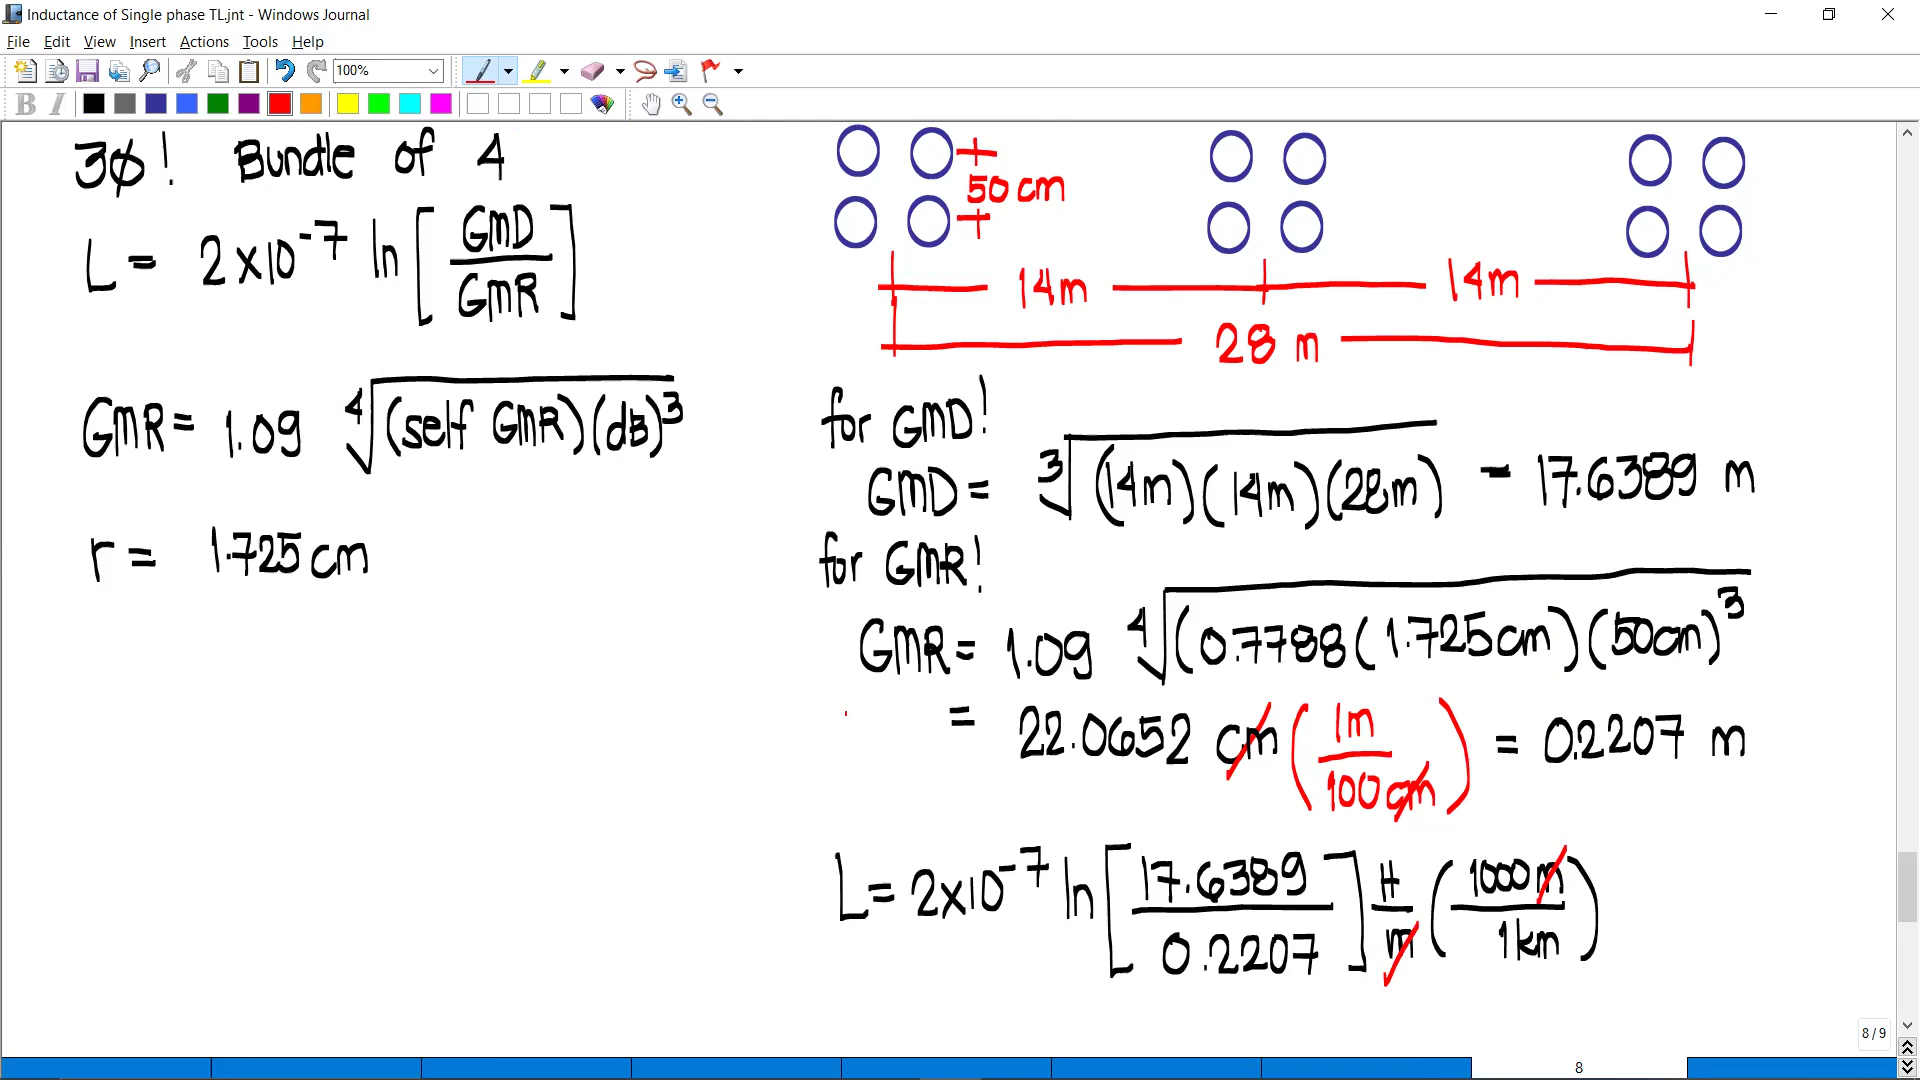 Inductance of Single phase TL.jnt - Windows Journal
File Edit View Insert Actions Tools Help
100%
B I
3ϕ! Bundle of 4
L = 2x10^-7 ln [GMD / GMR]
GMR = 1.09 ∜(self GMR)(dB)^3
r = 1.725 cm
50 cm
14m 14m
28 m
for GMD!
GMD = ∛(14m)(14m)(28m) = 17.6389 m
for GMR!
GMR = 1.09 ∜(0.7788(1.725cm)(50cm)^3
= 22.0652 cm (1m / 100cm) = 0.2207 m
L = 2x10^-7 ln [17.6389 / 0.2207] H/m (1000m / 1km)
8 / 9
8